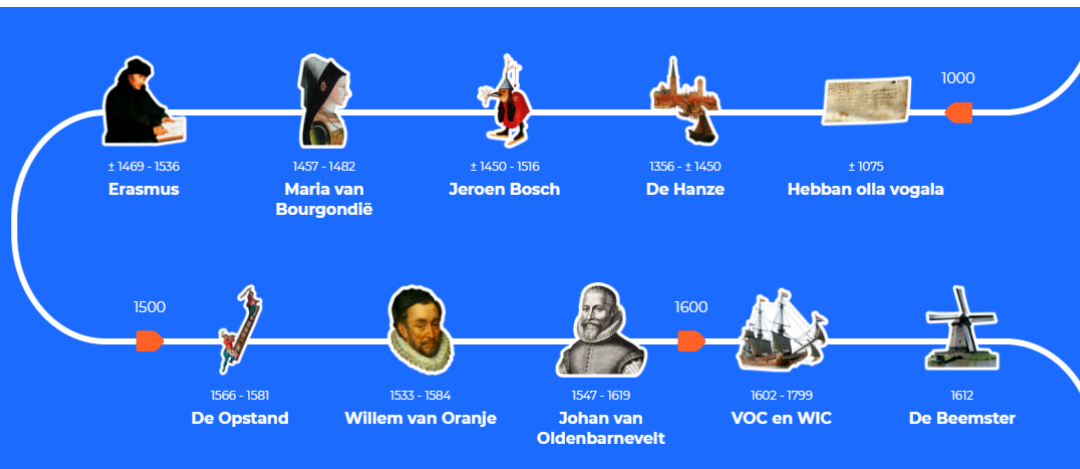 1000
± 1469 - 1536
Erasmus
1457 - 1482
Maria van
Bourgondië
± 1450 - 1516
Jeroen Bosch
1356 - ± 1450
De Hanze
± 1075
Hebban olla vogala
1500
1600
1566 - 1581
De Opstand
1533 - 1584
Willem van Oranje
1547 - 1619
Johan van
Oldenbarnevelt
1602 - 1799
VOC en WIC
1612
De Beemster